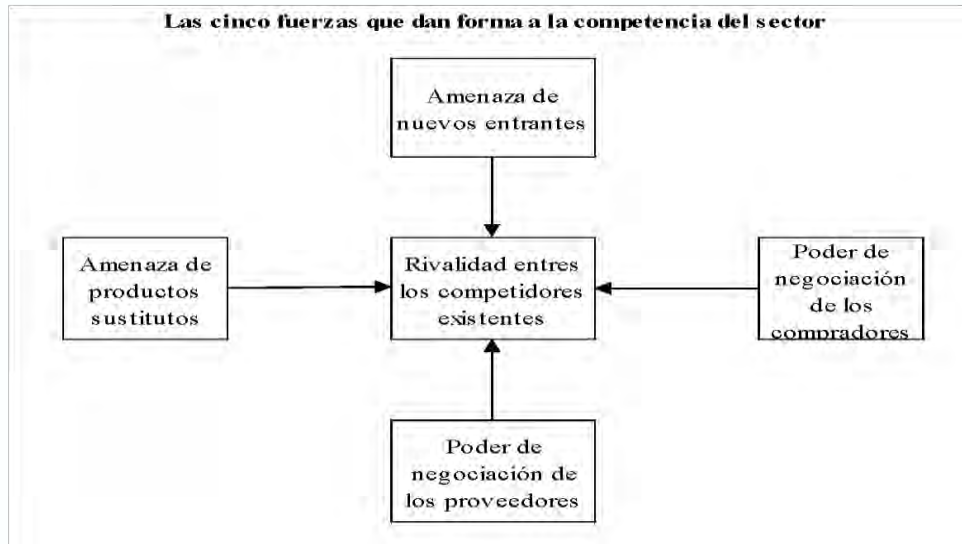 Las cinco fuerzas que dan forma a la competencia del sector
Amenaza de
nuevos entrantes
Amenaza de
productos
sustitutos
Rivalidad entres
los competidores
existentes
Poder de
negociación
de los
compradores
Poder de
negociación de
los proveedores